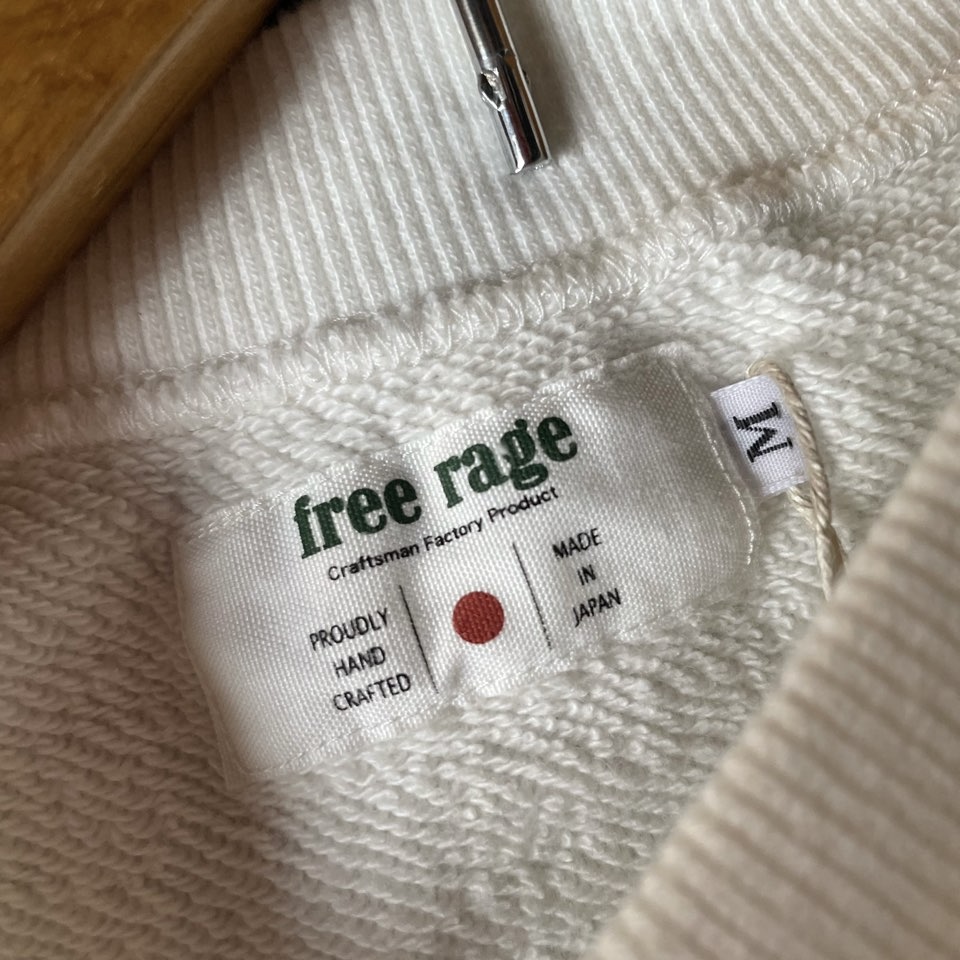 free rage
Craftsman Factory Product
PROUDLY
HAND
CRAFTED
MADE
IN
JAPAN
M